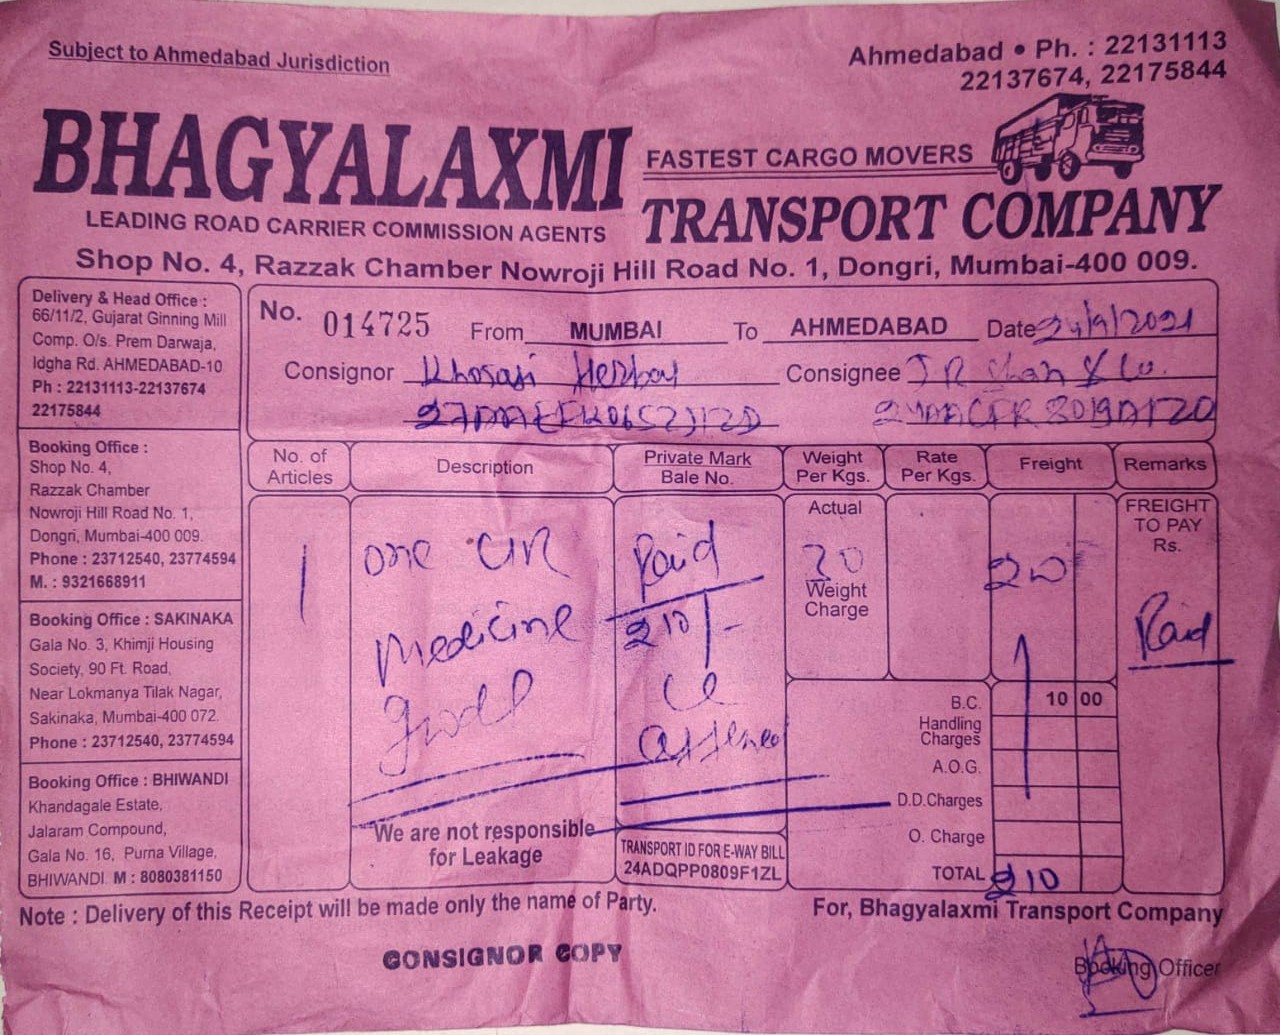 Subject to Ahmedabad Jurisdiction
Ahmedabad • Ph. : 22131113
22137674, 22175844
BHAGYALAXMI
FASTEST CARGO MOVERS
TRANSPORT COMPANY
LEADING ROAD CARRIER COMMISSION AGENTS
Shop No. 4, Razzak Chamber Nowroji Hill Road No. 1, Dongri, Mumbai-400 009.
Delivery & Head Office :
66/11/2, Gujarat Ginning Mill
Comp. O/s. Prem Darwaja,
Idgha Rd. AHMEDABAD-10
Ph : 22131113-22137674
22175844
Booking Office :
Shop No. 4,
Razzak Chamber
Nowroji Hill Road No. 1,
Dongri, Mumbai-400 009.
Phone : 23712540, 23774594
M. : 9321668911
Booking Office : SAKINAKA
Gala No. 3, Khimji Housing
Society, 90 Ft. Road,
Near Lokmanya Tilak Nagar,
Sakinaka, Mumbai-400 072.
Phone : 23712540, 23774594
Booking Office : BHIWANDI
Khandagale Estate,
Jalaram Compound,
Gala No. 16, Purna Village,
BHIWANDI. M : 8080381150
No. 014725 From MUMBAI To AHMEDABAD Date 24/9/2021
Consignor Herbal Consignee J R Shah & Co.
No. of Articles
Description
Private Mark
Bale No.
Weight
Per Kgs.
Rate
Per Kgs.
Freight
Remarks
1
one
Medicine
Paid
210/-
Actual
20
Weight
Charge
FREIGHT
TO PAY
Rs.
Paid
B.C. 10 00
Handling
Charges
A.O.G.
D.D.Charges
O. Charge
TOTAL 210
We are not responsible
for Leakage
TRANSPORT ID FOR E-WAY BILL
24ADQPP0809F1ZL
Note : Delivery of this Receipt will be made only the name of Party.
For, Bhagyalaxmi Transport Company
CONSIGNOR COPY
Booking Officer